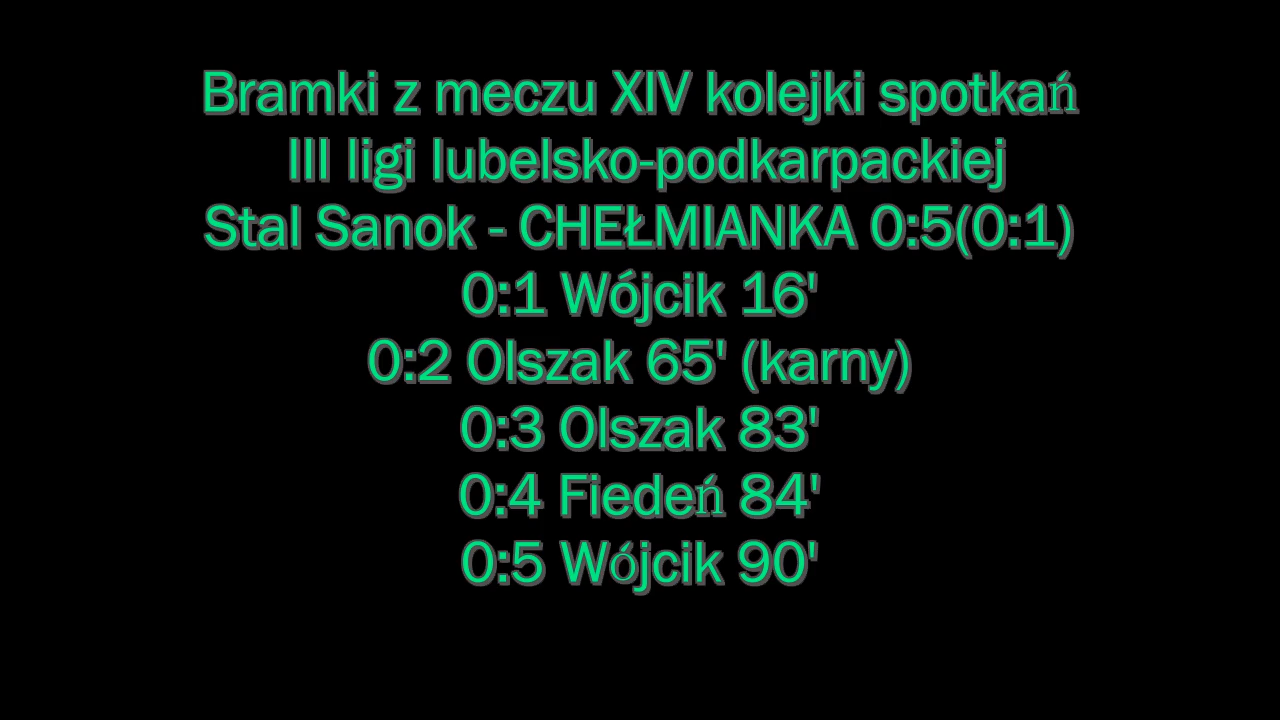 Bramki z meczu XIV kolejki spotkań
III ligi lubelsko-podkarpackiej
Stal Sanok - CHEŁMIANKA 0:5(0:1)
0:1 Wójcik 16'
0:2 Olszak 65' (karny)
0:3 Olszak 83'
0:4 Fiedeń 84'
0:5 Wójcik 90'